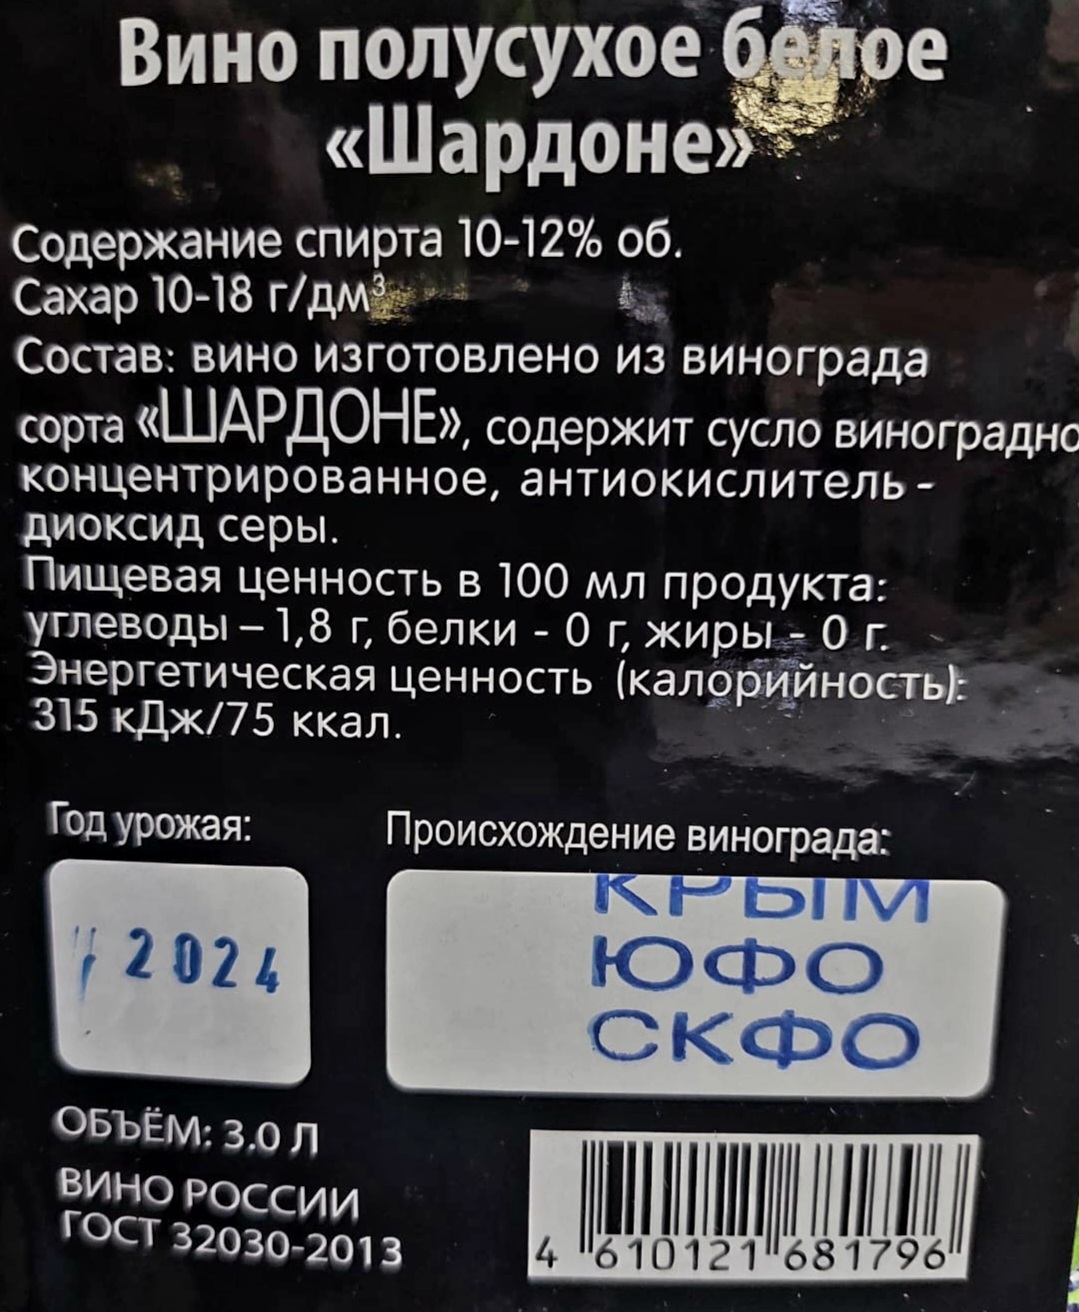 Вино полусухое белое
«Шардоне»
Содержание спирта 10-12% об.
Сахар 10-18 г/дм³
Состав: вино изготовлено из винограда
сорта «ШАРДОНЕ», содержит сусло виноградно
концентрированное, антиокислитель -
диоксид серы.
Пищевая ценность в 100 мл продукта:
углеводы – 1,8 г, белки - 0 г, жиры - 0 г.
Энергетическая ценность (калорийность):
315 кДж/75 ккал.
Год урожая:
Происхождение винограда:
2024
КРЫМ
ЮФО
СКФО
ОБЪЁМ: 3.0 Л
ВИНО РОССИИ
ГОСТ 32030-2013
4 610121 681796